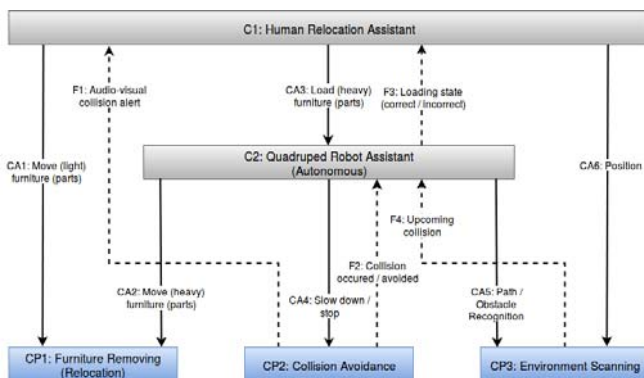 C1: Human Relocation Assistant
F1: Audio-visual
collision alert
CA3: Load (heavy)
furniture (parts)
F3: Loading state
(correct / incorrect)
CA1: Move (light)
furniture (parts)
CA6: Position
C2: Quadruped Robot Assistant
(Autonomous)
F4: Upcoming
collision
CA2: Move (heavy)
furniture (parts)
CA4: Slow down /
stop
F2: Collision
occured / avoided
CA5: Path /
Obstacle
Recognition
CP1: Furniture Removing
(Relocation)
CP2: Collision Avoidance
CP3: Environment Scanning